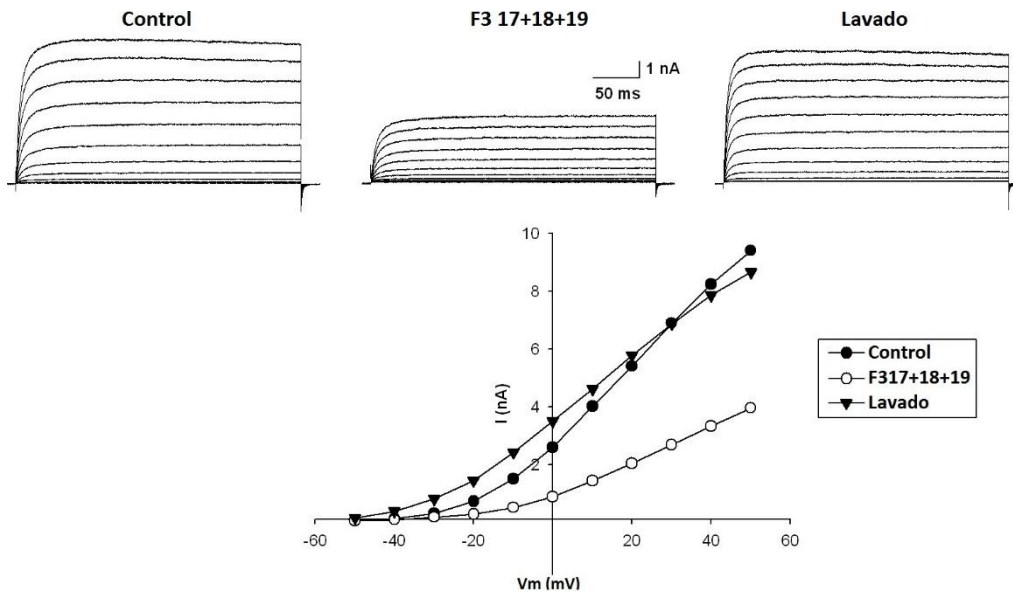 Control
F3 17+18+19
Lavado
1 nA
50 ms
10
8
6
4
2
I (nA)
-60
-40
-20
20
40
60
Vm (mV)
Control
F317+18+19
Lavado